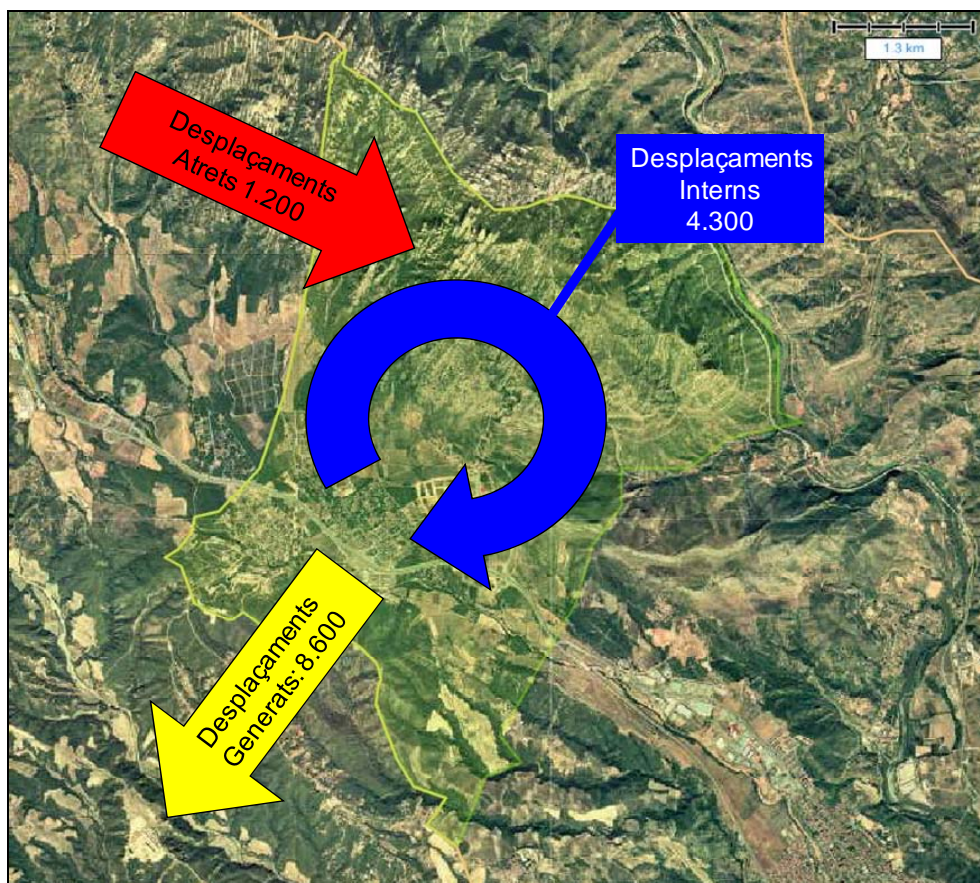 1.3 km
Desplaçaments
Atrets 1.200
Desplaçaments
Interns
4.300
Desplaçaments
Generats: 8.600